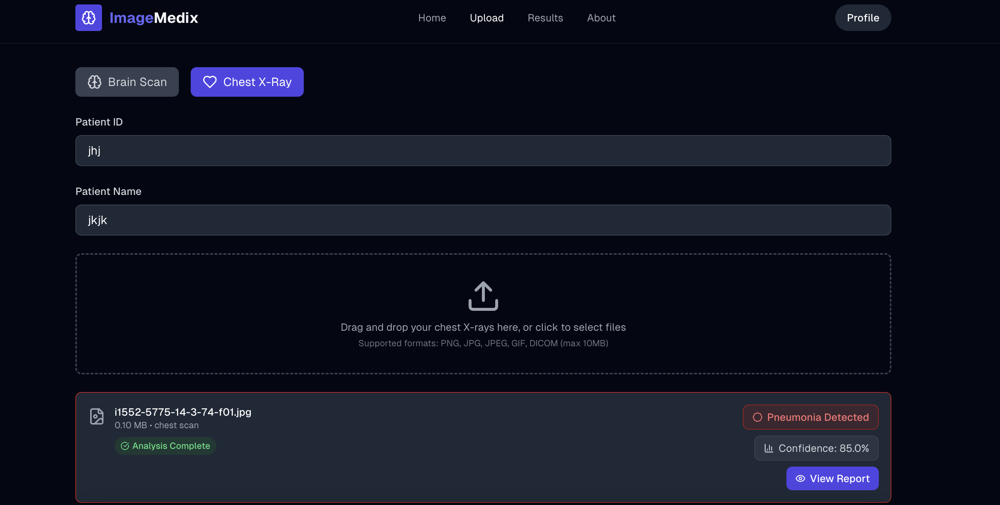 ImageMedix
Home Upload Results About
Profile
Brain Scan
Chest X-Ray
Patient ID
jhj
Patient Name
jkjk
Drag and drop your chest X-rays here, or click to select files
Supported formats: PNG, JPG, JPEG, GIF, DICOM (max 10MB)
i1552-5775-14-3-74-f01.jpg
0.10 MB • chest scan
Analysis Complete
Pneumonia Detected
Confidence: 85.0%
View Report